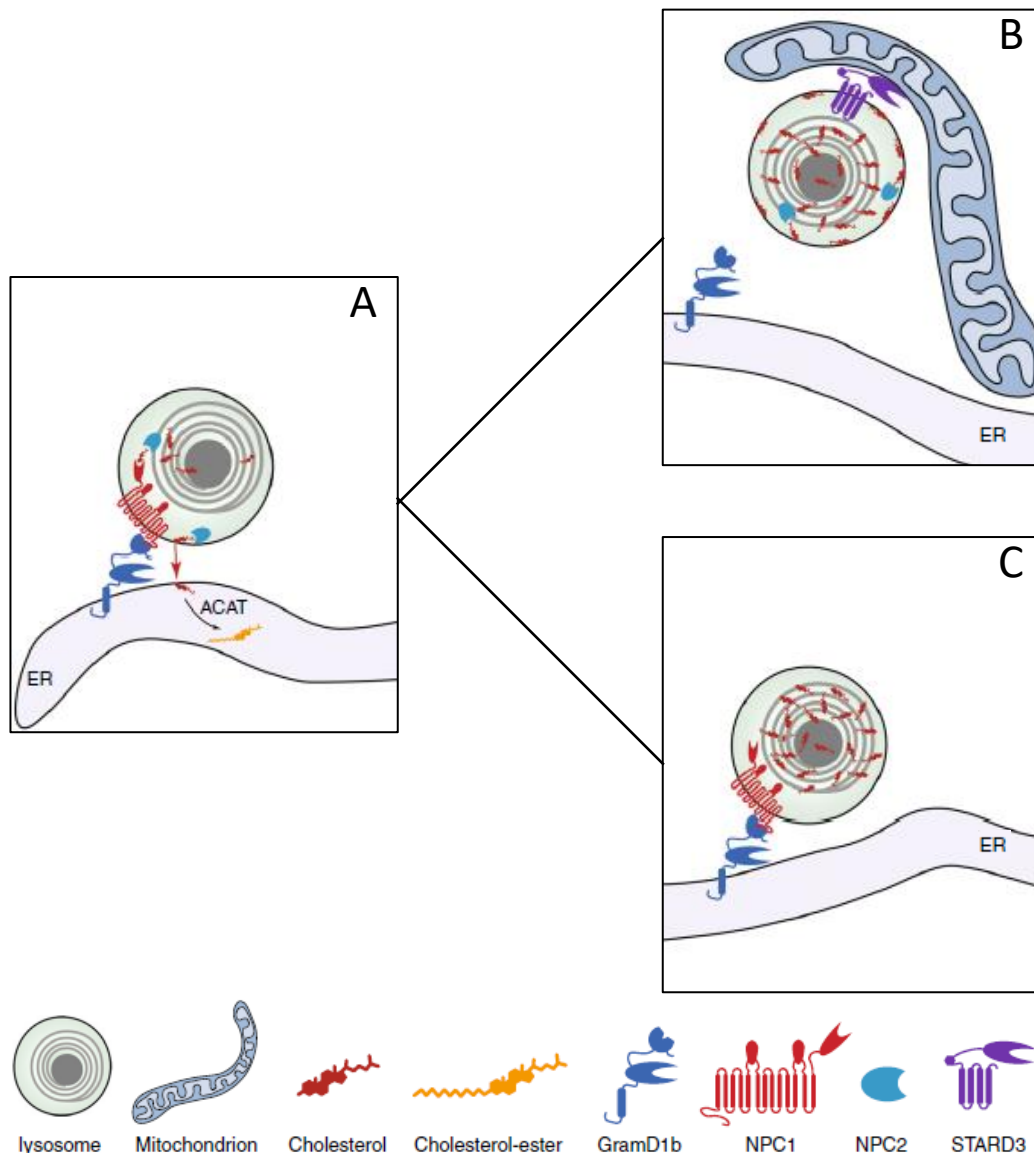 A
ACAT
ER
B
ER
C
ER
lysosome Mitochondrion Cholesterol Cholesterol-ester GramD1b NPC1 NPC2 STARD3